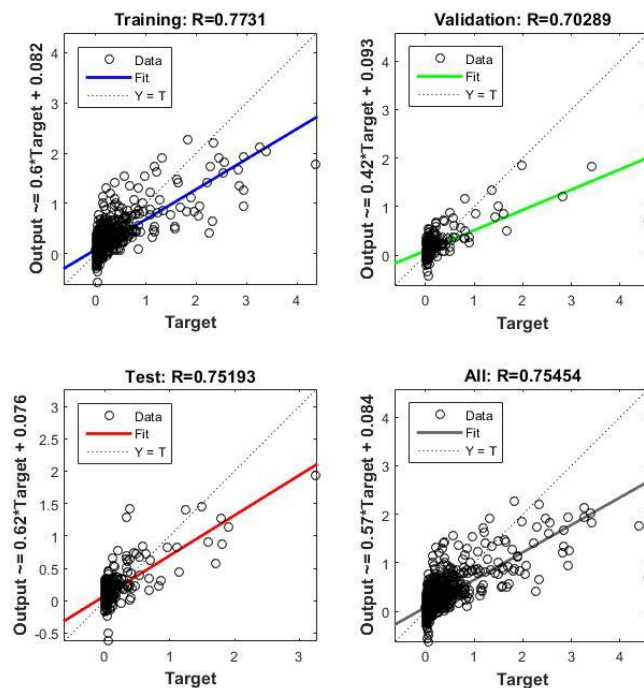 Training: R=0.7731
Output ~= 0.6*Target + 0.082
Data
Fit
Y = T
4
3
2
1
0
0 1 2 3 4
Target
Validation: R=0.70289
Output ~= 0.42*Target + 0.093
Data
Fit
Y = T
4
3
2
1
0
0 1 2 3 4
Target
Test: R=0.75193
Output ~= 0.62*Target + 0.076
Data
Fit
Y = T
3
2.5
2
1.5
1
0.5
0
-0.5
0 1 2 3
Target
All: R=0.75454
Output ~= 0.57*Target + 0.084
Data
Fit
Y = T
4
3
2
1
0
0 1 2 3 4
Target